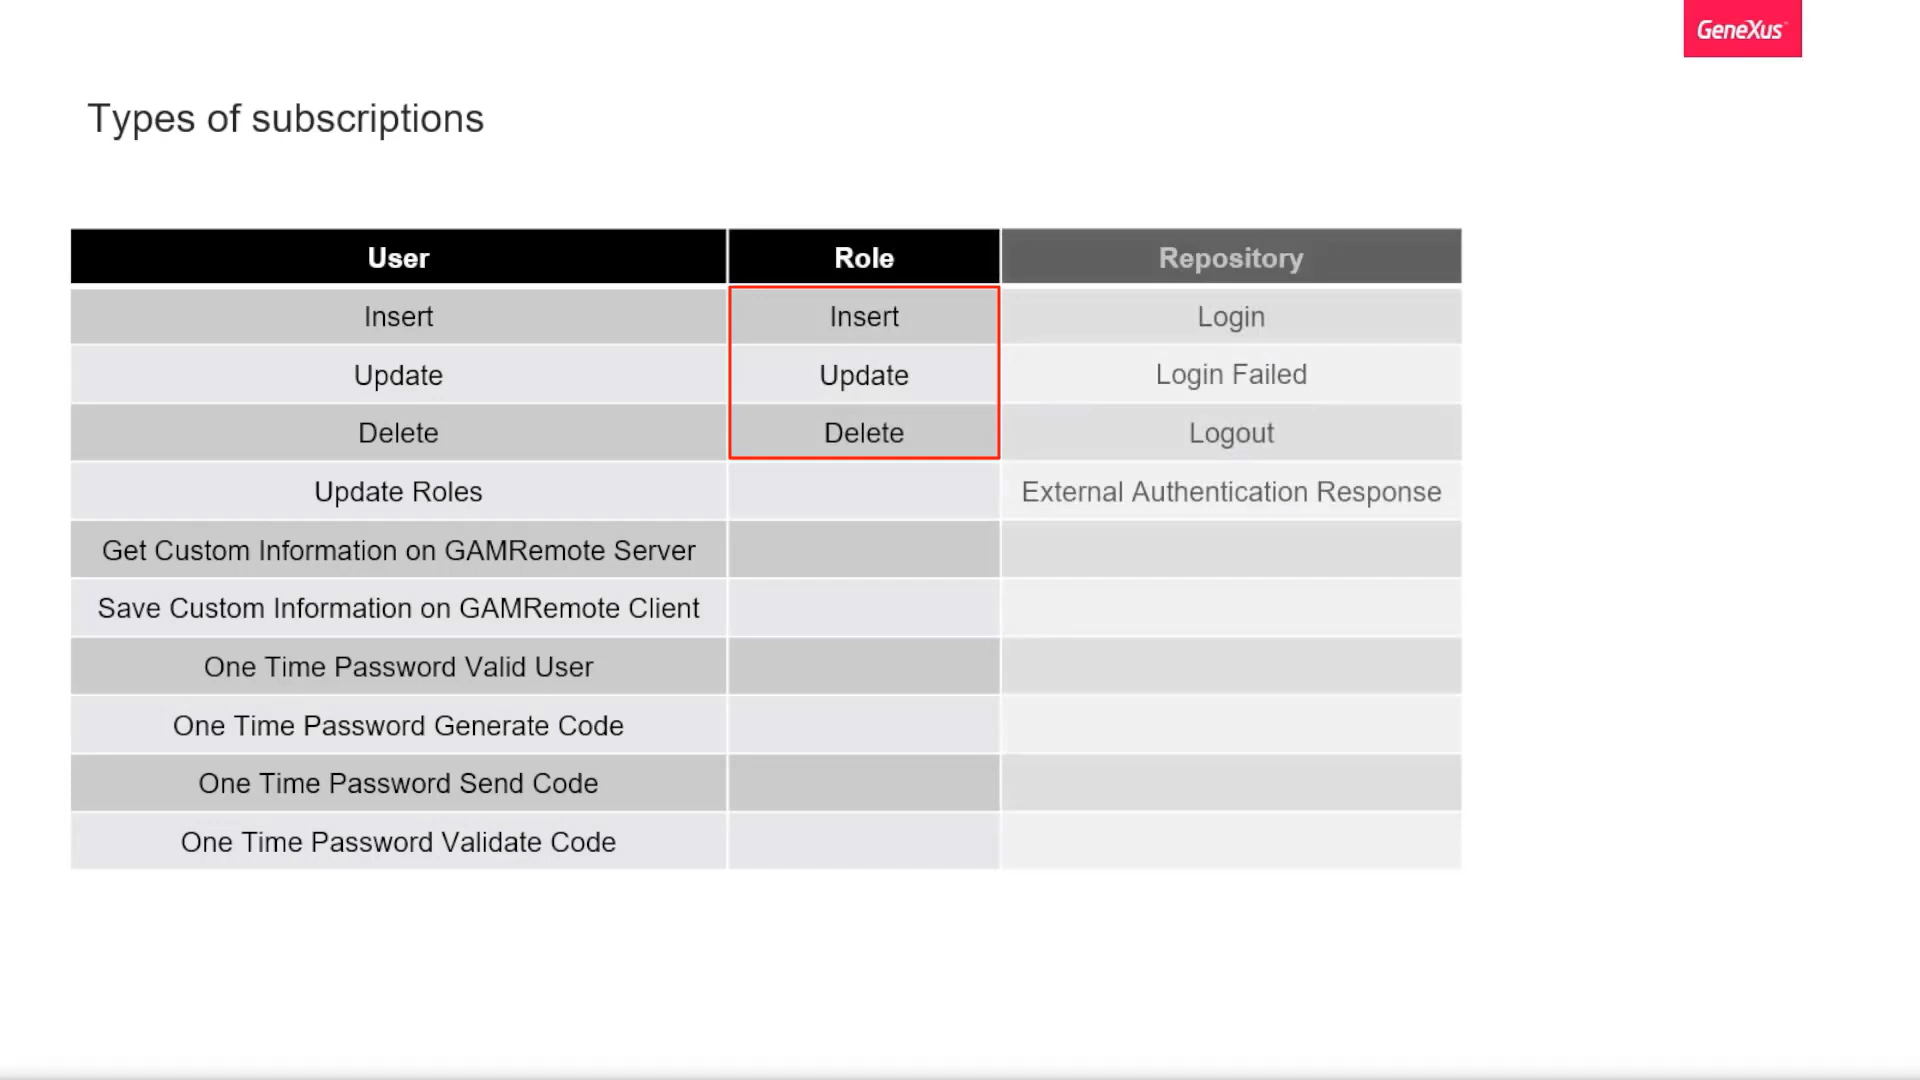 GeneXus
Types of subscriptions
User Role Repository
Insert Insert Login
Update Update Login Failed
Delete Delete Logout
Update Roles External Authentication Response
Get Custom Information on GAMRemote Server
Save Custom Information on GAMRemote Client
One Time Password Valid User
One Time Password Generate Code
One Time Password Send Code
One Time Password Validate Code